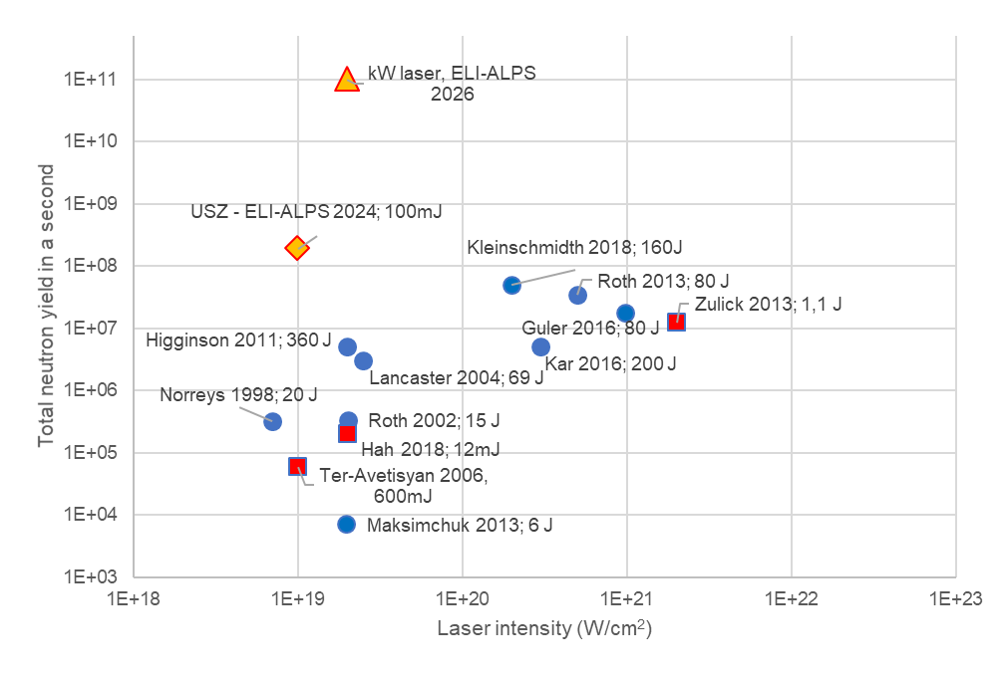 1E+11
1E+10
1E+09
1E+08
1E+07
1E+06
1E+05
1E+04
1E+03
Total neutron yield in a second
kW laser, ELI-ALPS
2026
USZ - ELI-ALPS 2024; 100mJ
Kleinschmidth 2018; 160J
Roth 2013; 80 J
Zulick 2013; 1,1 J
Guler 2016; 80 J
Higginson 2011; 360 J
Kar 2016; 200 J
Lancaster 2004; 69 J
Norreys 1998; 20 J
Roth 2002; 15 J
Hah 2018; 12mJ
Ter-Avetisyan 2006,
600mJ
Maksimchuk 2013; 6 J
1E+18
1E+19
1E+20
1E+21
1E+22
1E+23
Laser intensity (W/cm²)